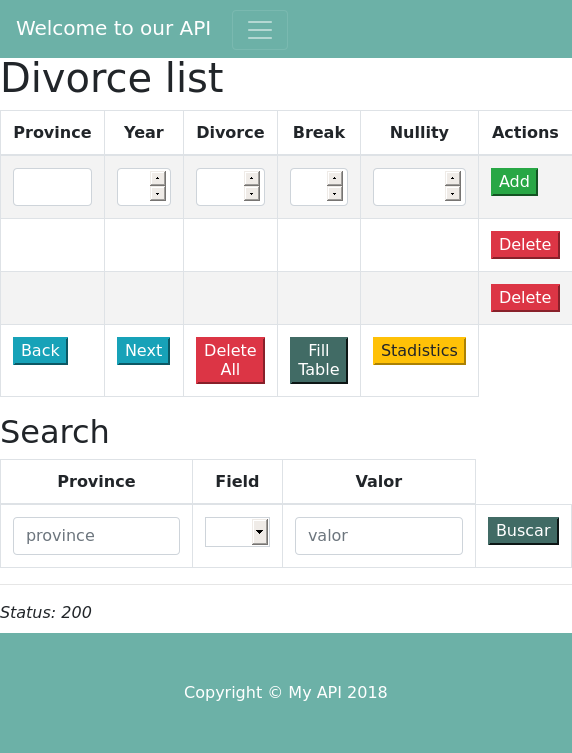 Welcome to our API
Divorce list
Province Year Divorce Break Nullity Actions
Add
Delete
Delete
Back Next Delete All Fill Table Stadistics
Search
Province Field Valor
province valor Buscar
Status: 200
Copyright © My API 2018